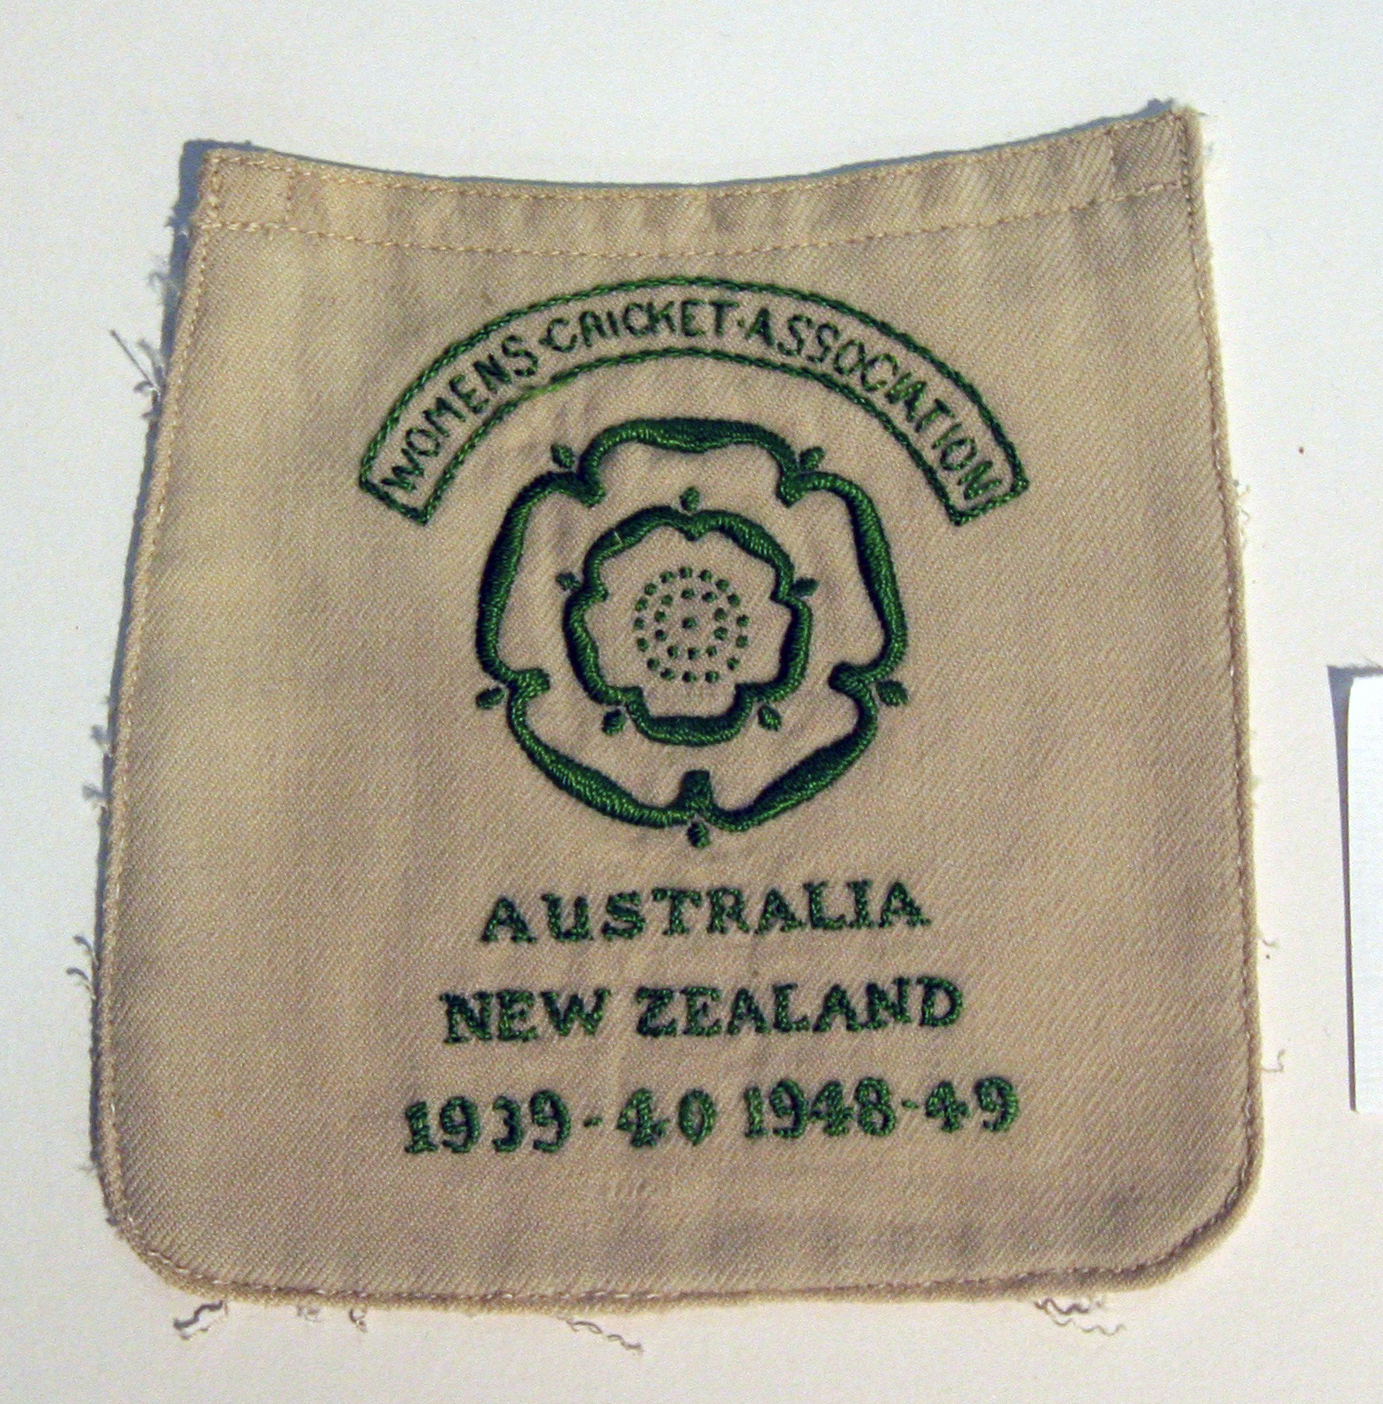 WOMENS·CRICKET·ASSOCIATION
AUSTRALIA
NEW ZEALAND
1939-40 1948-49